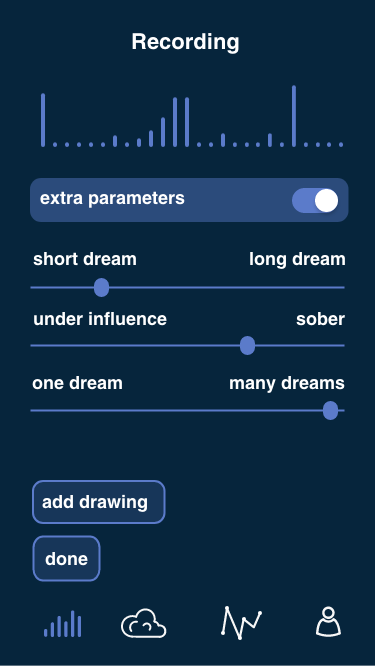 Recording
extra parameters
short dream long dream
under influence sober
one dream many dreams
add drawing
done